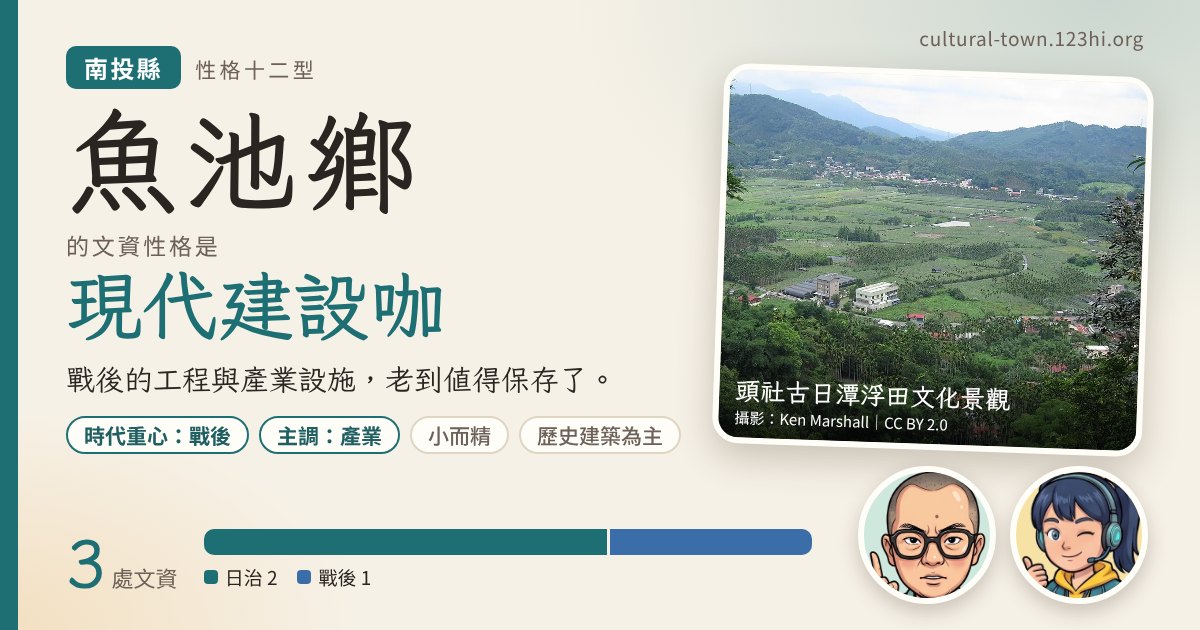 cultural-town.123hi.org
南投縣 性格十二型
魚池鄉
的文資性格是
現代建設咖
戰後的工程與產業設施，老到值得保存了。
時代重心：戰後 主調：產業 小而精 歷史建築為主
頭社古日潭浮田文化景觀
攝影：Ken Marshall｜CC BY 2.0
3 處文資
日治 2 戰後 1